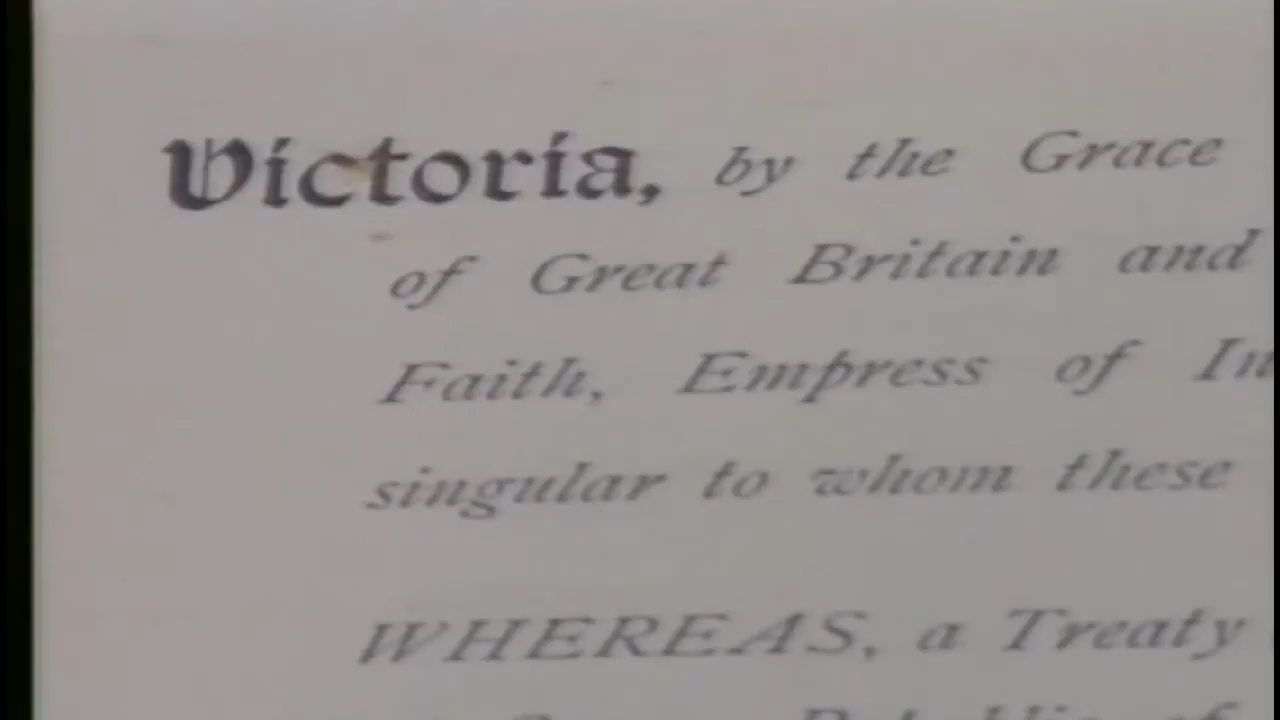 Victoria, by the Grace
of Great Britain and
Faith, Empress of
singular to whom these
WHEREAS, a Treaty